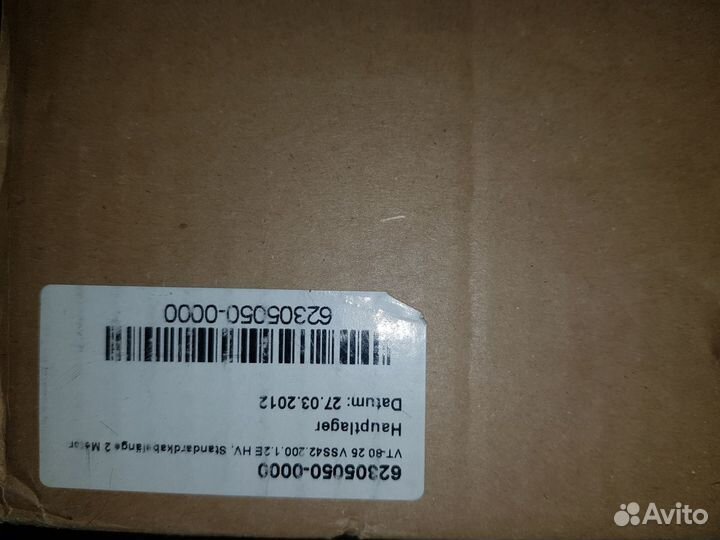 62305050-0000
VT-80 25 VSS42.200.1.2E HV, Standardkabellänge 2 Meter
Hauptlager
Datum: 27.03.2012
62305050-0000
Avito